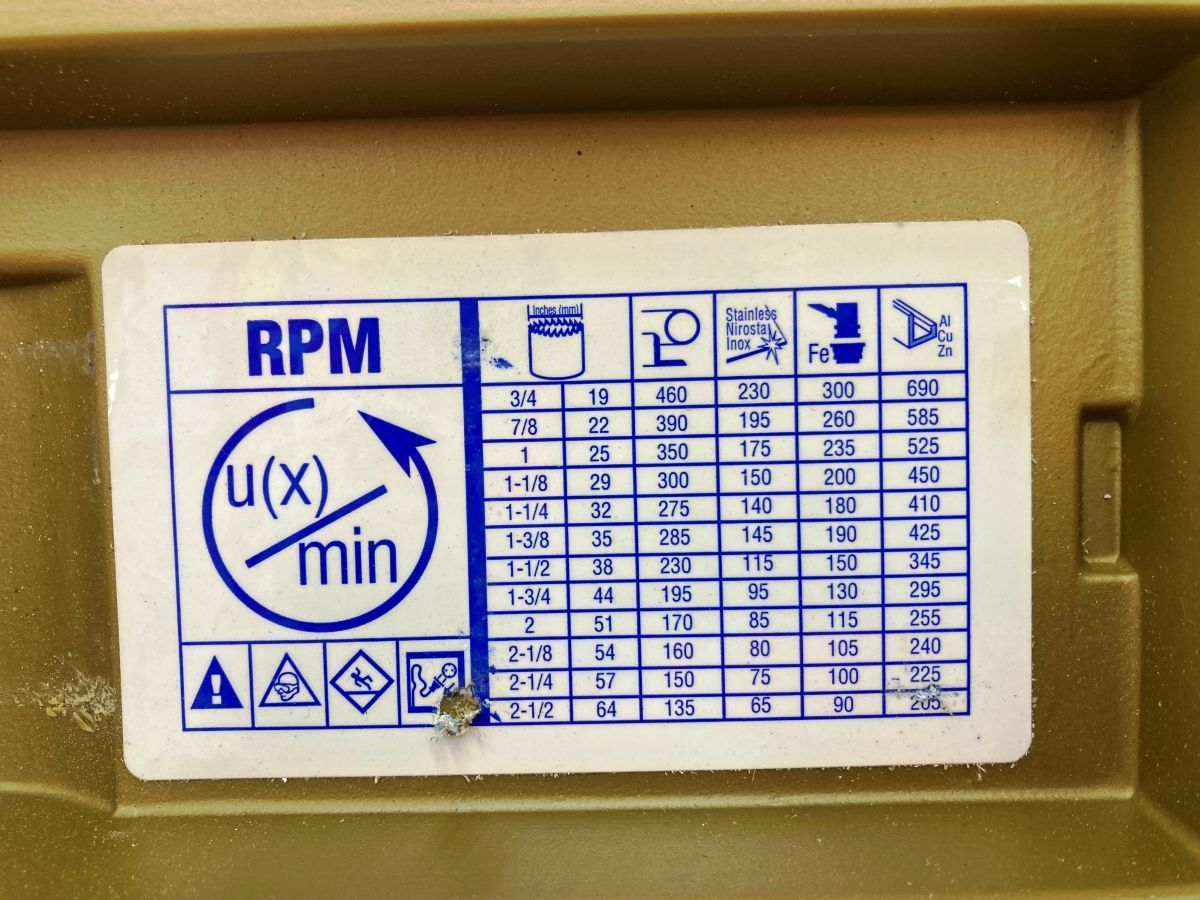 RPM
u(x)
min
Inches (mm)
Stainless
Nirosta
Inox
Fe
Al
Cu
Zn
3/4 19 460 230 300 690
7/8 22 390 195 260 585
1 25 350 175 235 525
1-1/8 29 300 150 200 450
1-1/4 32 275 140 180 410
1-3/8 35 285 145 190 425
1-1/2 38 230 115 150 345
1-3/4 44 195 95 130 295
2 51 170 85 115 255
2-1/8 54 160 80 105 240
2-1/4 57 150 75 100 225
2-1/2 64 135 65 90 205